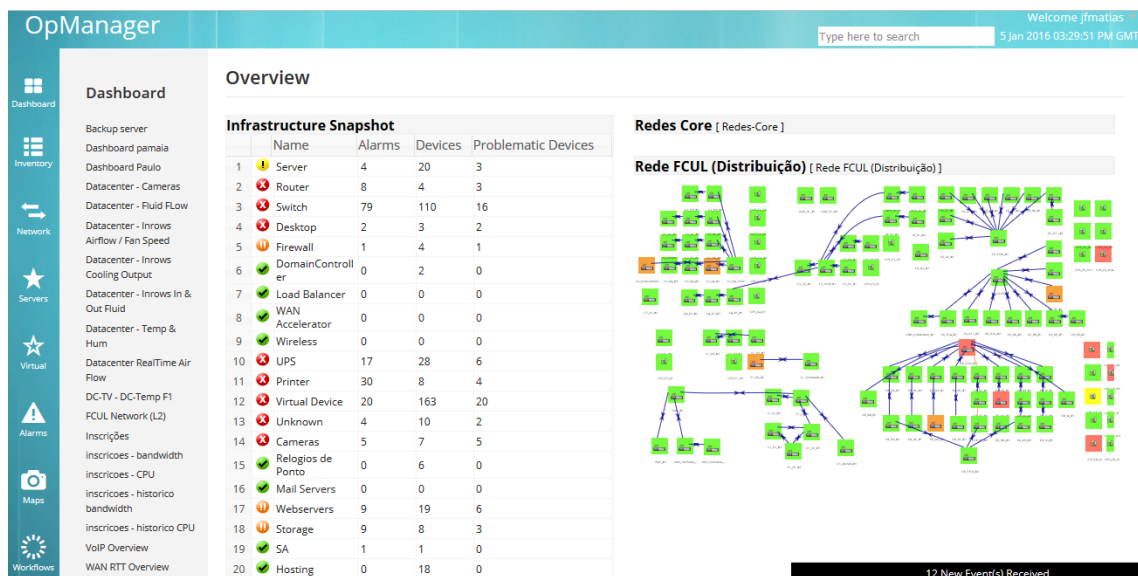 OpManager
Welcome jfmatias
Type here to search
5 Jan 2016 03:29:51 PM GMT
Dashboard
Inventory
Network
Servers
Virtual
Alarms
Maps
Workflows
Dashboard
Backup server
Dashboard pamaia
Dashboard Paulo
Datacenter - Cameras
Datacenter - Fluid FLow
Datacenter - Inrows
Airflow / Fan Speed
Datacenter - Inrows
Cooling Output
Datacenter - Inrows In &
Out Fluid
Datacenter - Temp &
Hum
Datacenter RealTime Air
Flow
DC-TV - DC-Temp F1
FCUL Network (L2)
Inscrições
inscricoes - bandwidth
inscricoes - CPU
inscricoes - historico
bandwidth
inscricoes - historico CPU
VoIP Overview
WAN RTT Overview
Overview
Infrastructure Snapshot
Name Alarms Devices Problematic Devices
1 Server 4 20 3
2 Router 8 4 3
3 Switch 79 110 16
4 Desktop 2 3 2
5 Firewall 1 4 1
6 DomainControll
er 0 2 0
7 Load Balancer 0 0 0
8 WAN
Accelerator 0 0 0
9 Wireless 0 0 0
10 UPS 17 28 6
11 Printer 30 8 4
12 Virtual Device 20 163 20
13 Unknown 4 10 2
14 Cameras 5 7 5
15 Relogios de
Ponto 0 6 0
16 Mail Servers 0 0 0
17 Webservers 9 19 6
18 Storage 9 8 3
19 SA 1 1 0
20 Hosting 0 18 0
Redes Core [ Redes-Core ]
Rede FCUL (Distribuição) [ Rede FCUL (Distribuição) ]
12 New Event(s) Received